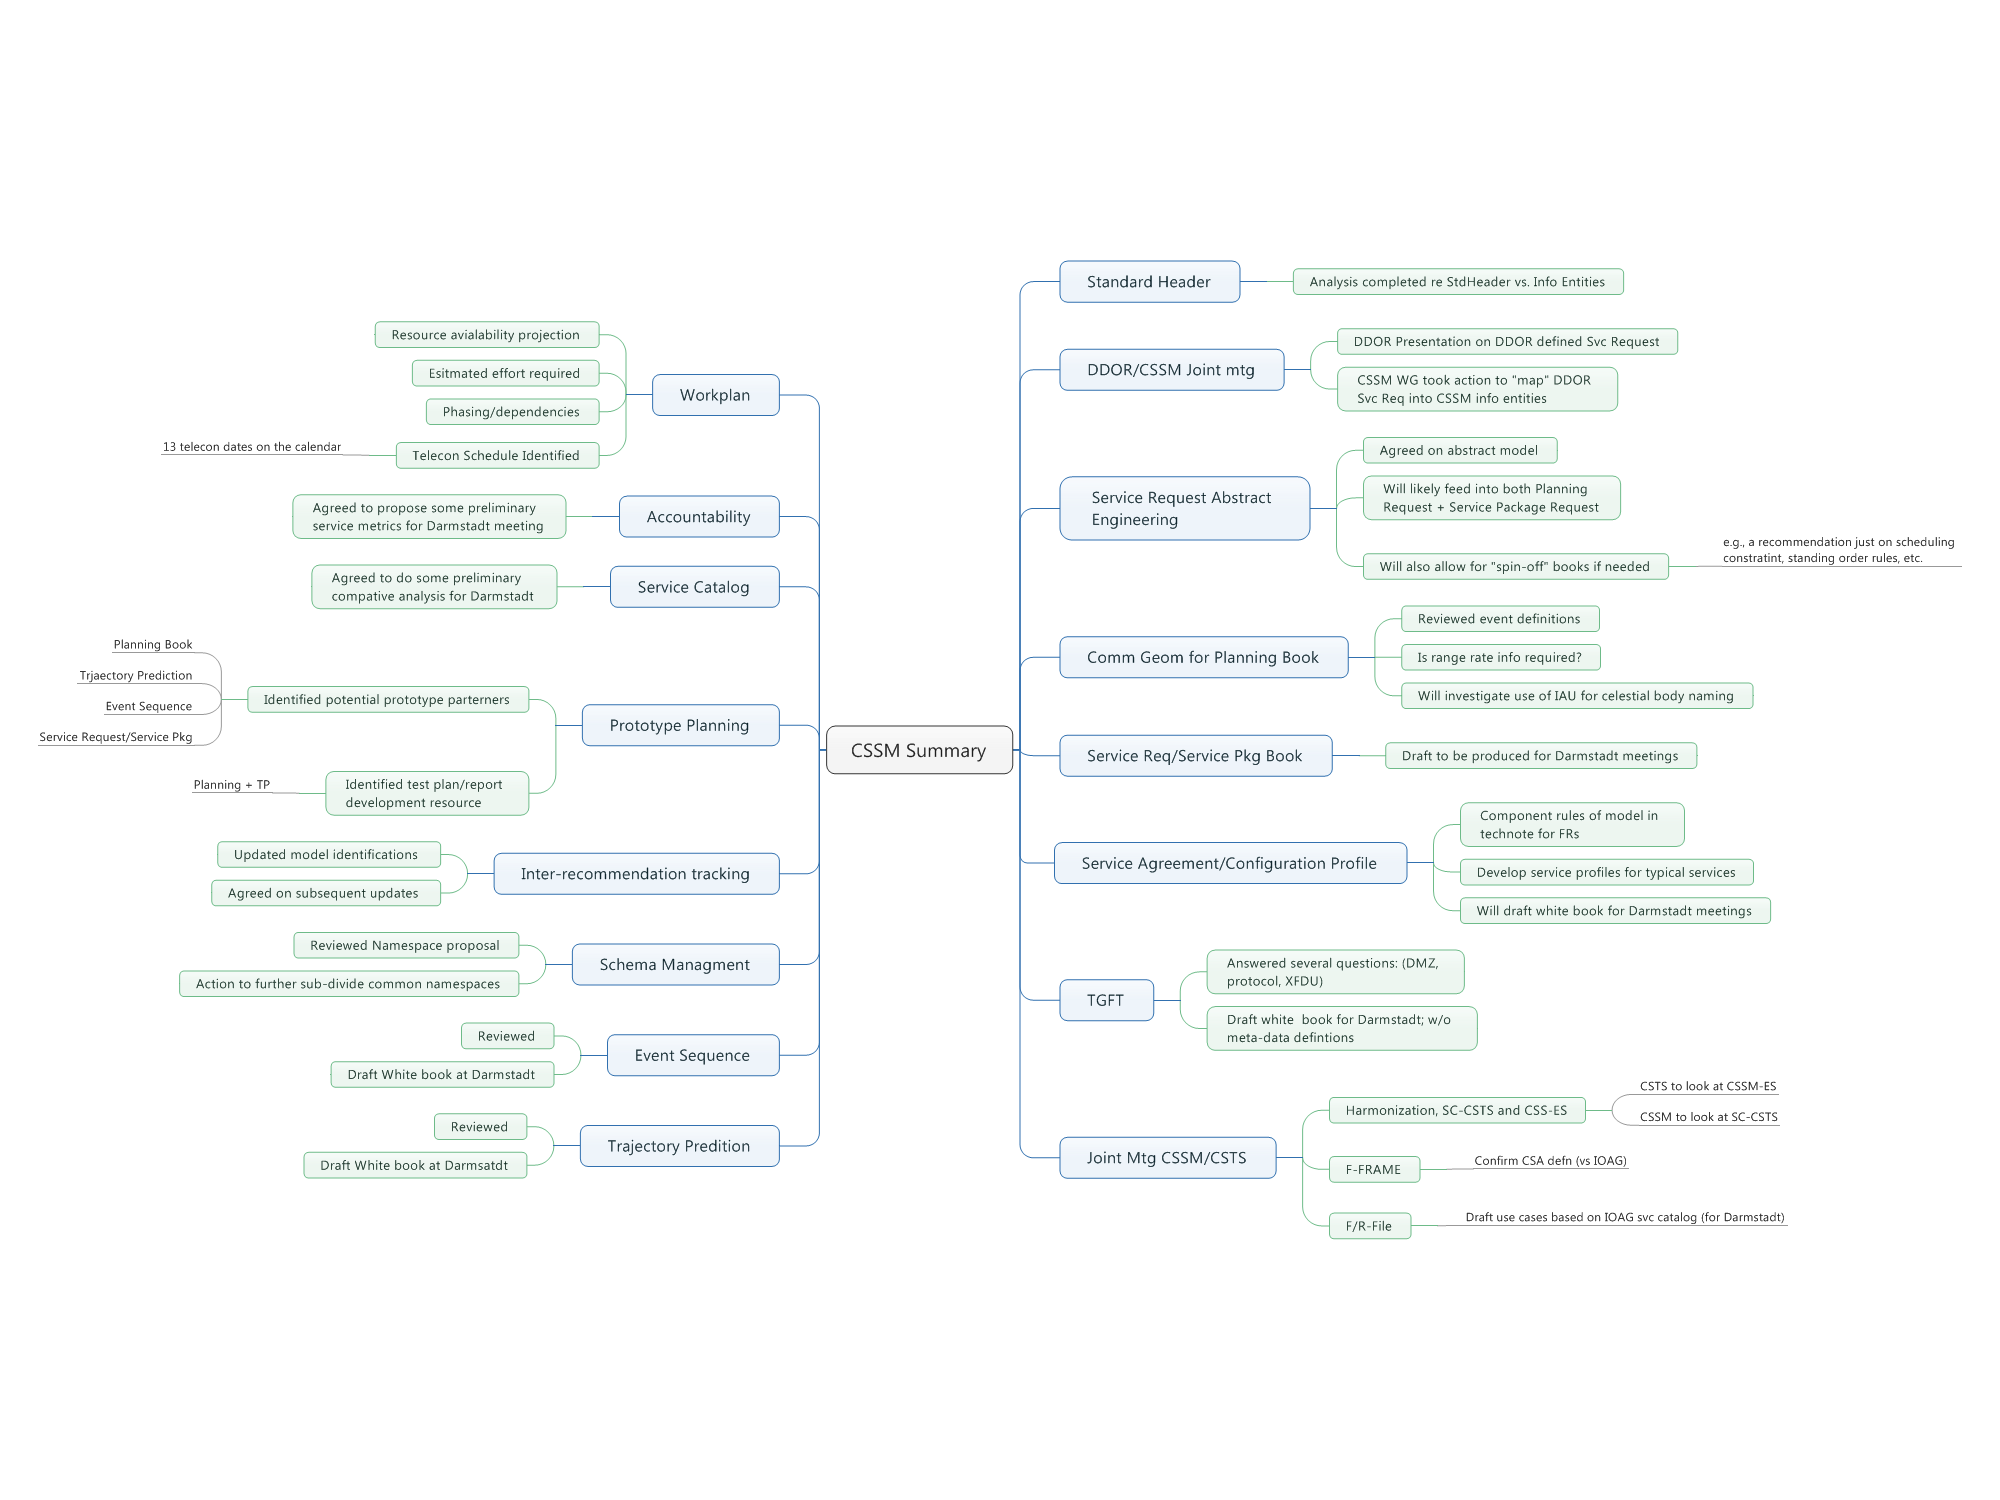 CSSM Summary
Standard Header
Analysis completed re StdHeader vs. Info Entities
DDOR/CSSM Joint mtg
DDOR Presentation on DDOR defined Svc Request
CSSM WG took action to "map" DDOR
Svc Req into CSSM info entities
Service Request Abstract
Engineering
Agreed on abstract model
Will likely feed into both Planning
Request + Service Package Request
Will also allow for "spin-off" books if needed
e.g., a recommendation just on scheduling
constratint, standing order rules, etc.
Comm Geom for Planning Book
Reviewed event definitions
Is range rate info required?
Will investigate use of IAU for celestial body naming
Service Req/Service Pkg Book
Draft to be produced for Darmstadt meetings
Service Agreement/Configuration Profile
Component rules of model in
technote for FRs
Develop service profiles for typical services
Will draft white book for Darmstadt meetings
TGFT
Answered several questions: (DMZ,
protocol, XFDU)
Draft white  book for Darmstadt; w/o
meta-data defintions
Joint Mtg CSSM/CSTS
Harmonization, SC-CSTS and CSS-ES
CSTS to look at CSSM-ES
CSSM to look at SC-CSTS
F-FRAME
Confirm CSA defn (vs IOAG)
F/R-File
Draft use cases based on IOAG svc catalog (for Darmstadt)
Workplan
Resource avialability projection
Esitmated effort required
Phasing/dependencies
Telecon Schedule Identified
13 telecon dates on the calendar
Accountability
Agreed to propose some preliminary
service metrics for Darmstadt meeting
Service Catalog
Agreed to do some preliminary
compative analysis for Darmstadt
Prototype Planning
Identified potential prototype parterners
Planning Book
Trjaectory Prediction
Event Sequence
Service Request/Service Pkg
Identified test plan/report
development resource
Planning + TP
Inter-recommendation tracking
Updated model identifications
Agreed on subsequent updates
Schema Managment
Reviewed Namespace proposal
Action to further sub-divide common namespaces
Event Sequence
Reviewed
Draft White book at Darmstadt
Trajectory Predition
Reviewed
Draft White book at Darmsatdt